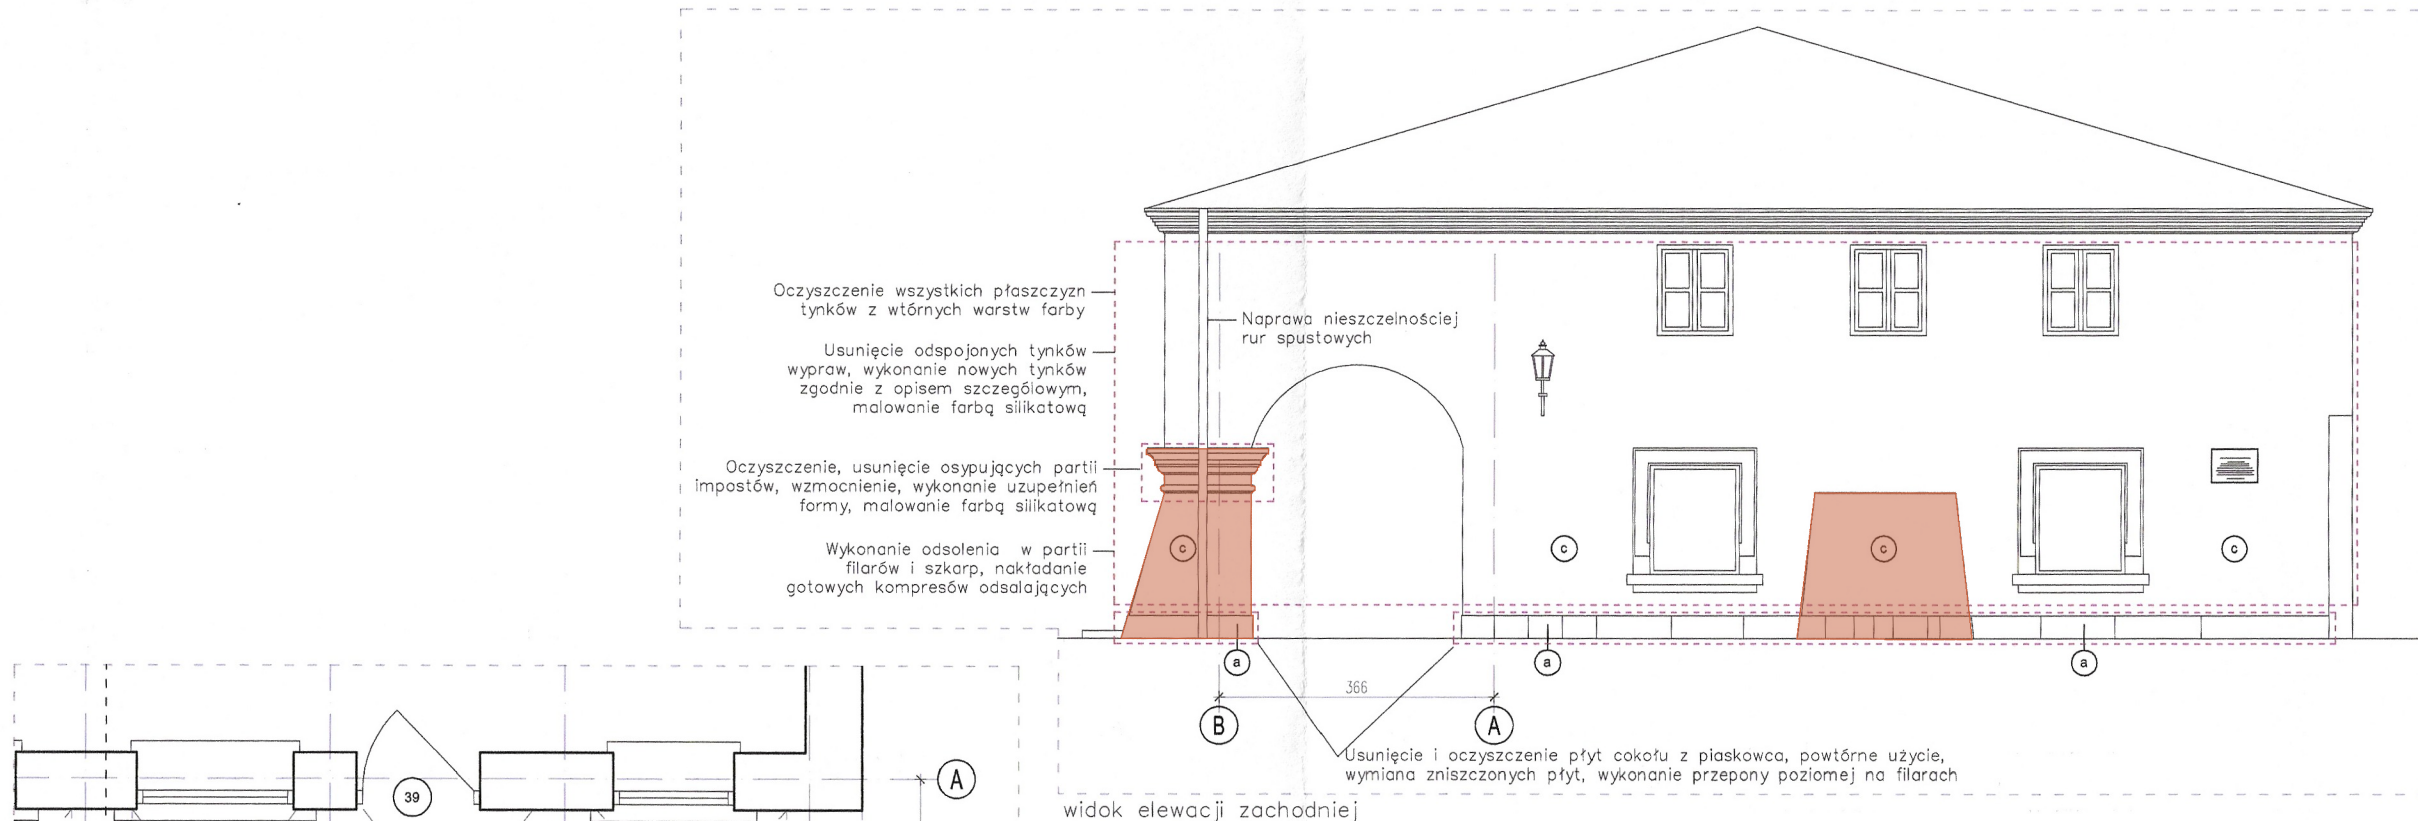 Oczyszczenie wszystkich płaszczyzn
tynków z wtórnych warstw farby
Usunięcie odspojonych tynków
wypraw, wykonanie nowych tynków
zgodnie z opisem szczególowym,
malowanie farbą silikatową
Oczyszczenie, usunięcie osypujących partii
impostów, wzmocnienie, wykonanie uzupełnień
formy, malowanie farbą silikatową
Wykonanie odsolenia w partii
filarów i szkarp, nakładanie
gotowych kompresów odsalających
Naprawa nieszczelnościej
rur spustowych
c
c
c
c
a
a
a
366
B
A
Usunięcie i oczyszczenie płyt cokołu z piaskowca, powtórne użycie,
wymiana zniszczonych płyt, wykonanie przepony poziomej na filarach
widok elewacji zachodniej
39
A